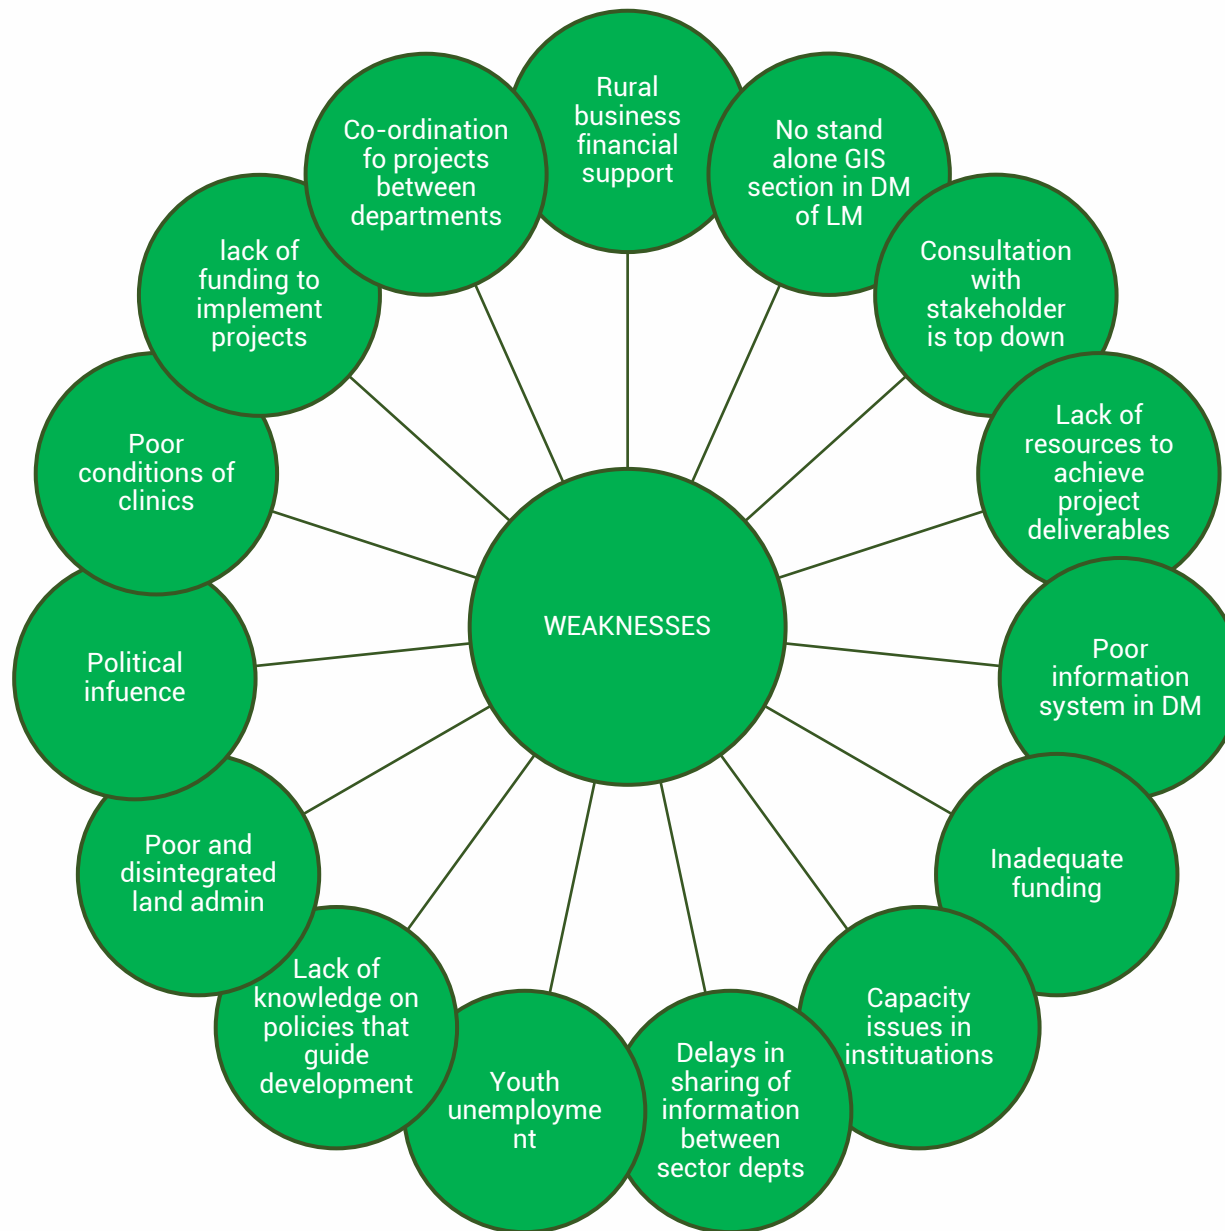 Rural
business
financial
support
No stand
alone GIS
section in DM
of LM
Consultation
with
stakeholder
is top down
Lack of
resources to
achieve
project
deliverables
Poor
information
system in DM
Inadequate
funding
Capacity
issues in
instituations
Delays in
sharing of
information
between
sector depts
Youth
unemployme
nt
Lack of
knowledge on
policies that
guide
development
Poor and
disintegrated
land admin
Political
infuence
Poor
conditions of
clinics
lack of
funding to
implement
projects
Co-ordination
fo projects
between
departments
WEAKNESSES